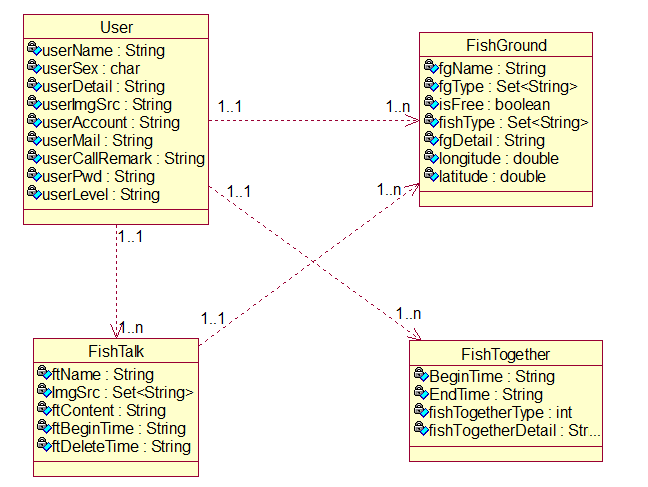 User
userName : String
userSex : char
userDetail : String
userImgSrc : String
userAccount : String
userMail : String
userCallRemark : String
userPwd : String
userLevel : String
FishGround
fgName : String
fgType : Set<String>
isFree : boolean
fishType : Set<String>
fgDetail : String
longitude : double
latitude : double
1..1
1..n
1..n
1..1
1..1
1..n
1..1
1..n
FishTalk
ftName : String
ImgSrc : Set<String>
ftContent : String
ftBeginTime : String
ftDeleteTime : String
FishTogether
BeginTime : String
EndTime : String
fishTogetherType : int
fishTogetherDetail : Str...